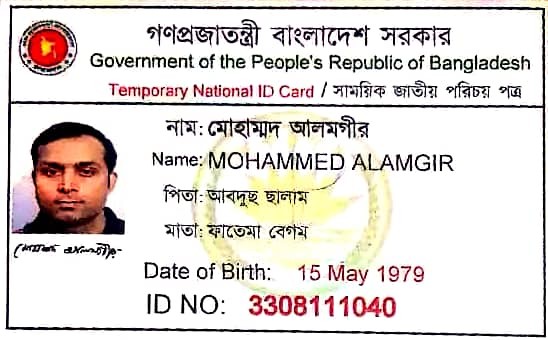 গণপ্রজাতন্ত্রী বাংলাদেশ সরকার
Government of the People's Republic of Bangladesh
Temporary National ID Card / সাময়িক জাতীয় পরিচয় পত্র
নাম: মোহাম্মদ আলমগীর
Name: MOHAMMED ALAMGIR
পিতা: আবদুছ ছালাম
মাতা: ফাতেমা বেগম
Date of Birth: 15 May 1979
ID NO: 3308111040